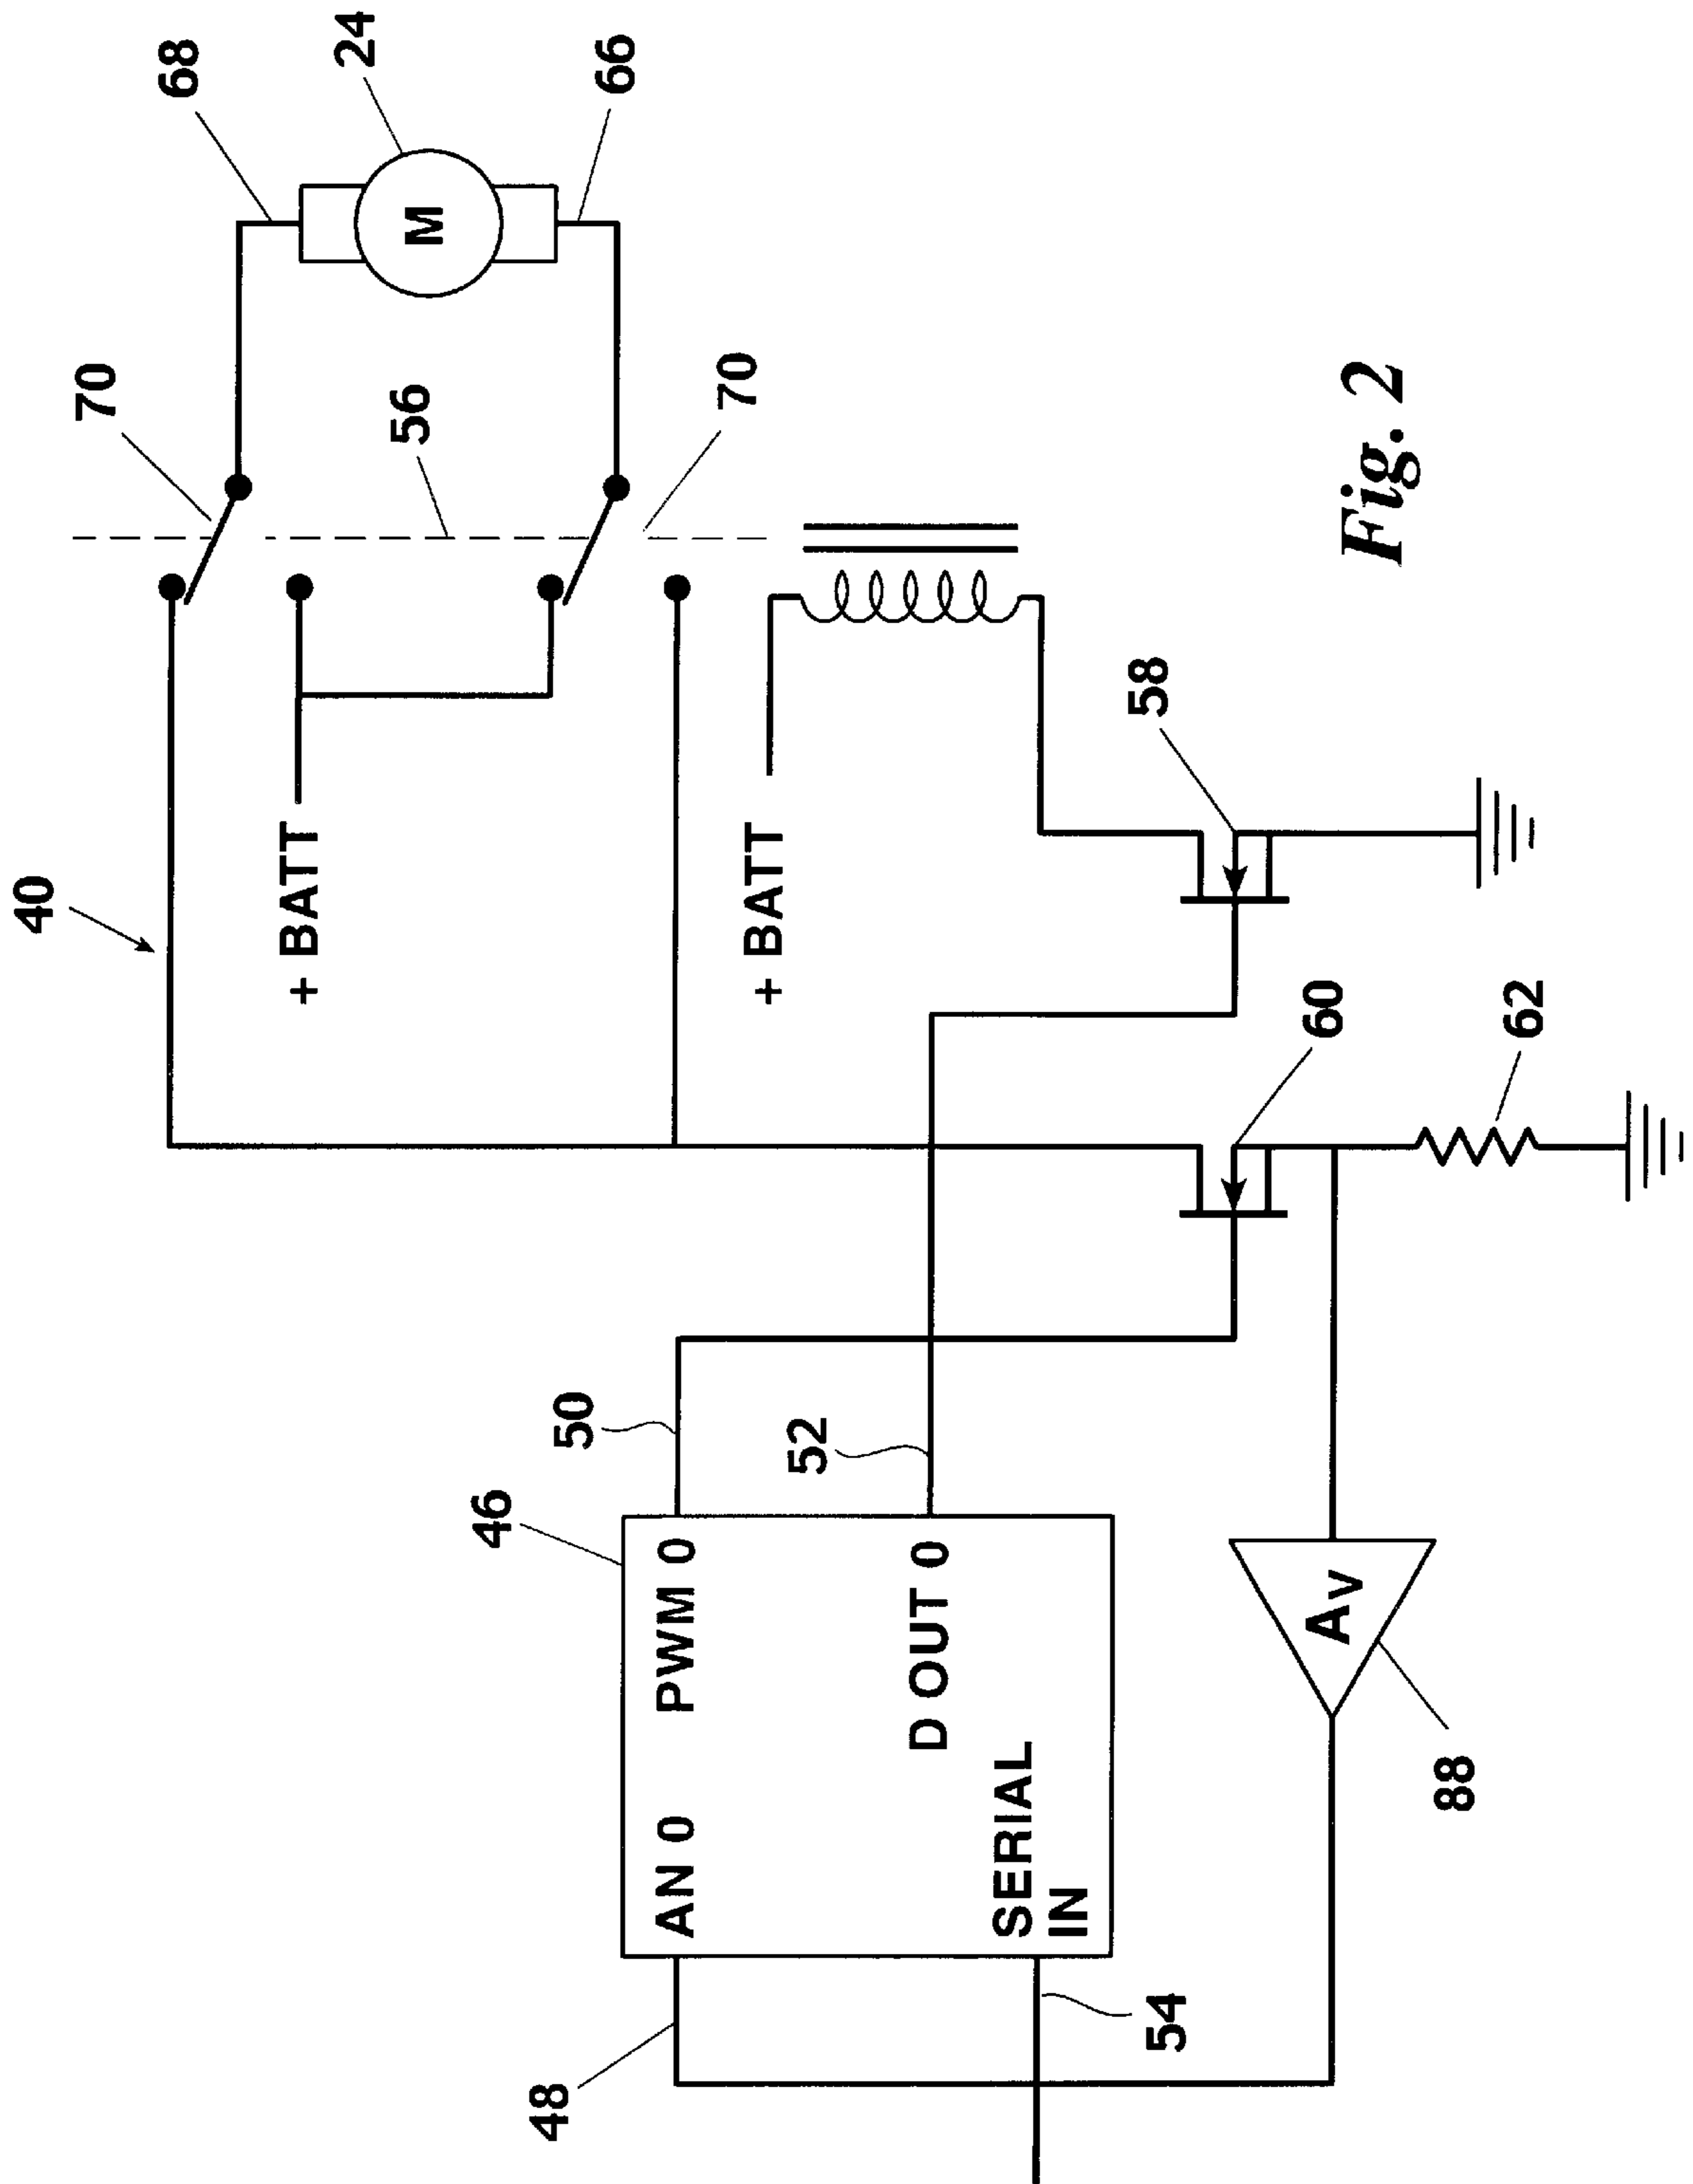 40
70
68
24
56
66
70
+ BATT
+ BATT
58
60
62
50
52
46
AN 0 PWM 0
D OUT 0
SERIAL
IN
48
54
88
Av
M
Fig. 2